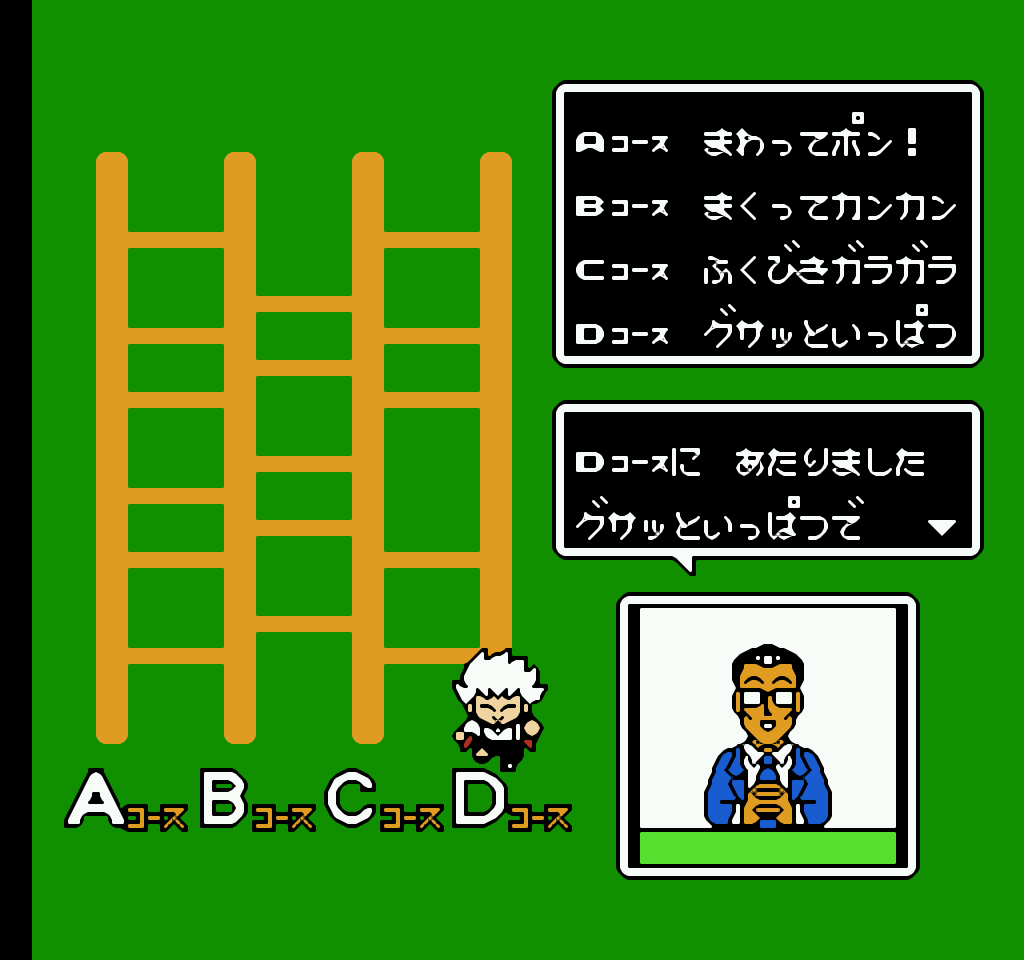 Aコース まわってポン!
Bコース まくってカンカン
Cコース ふくびきガラガラ
Dコース グサッといっぱつ
Dコースに あたりました
グサッといっぱつで ▼
Aコース Bコース Cコース Dコース